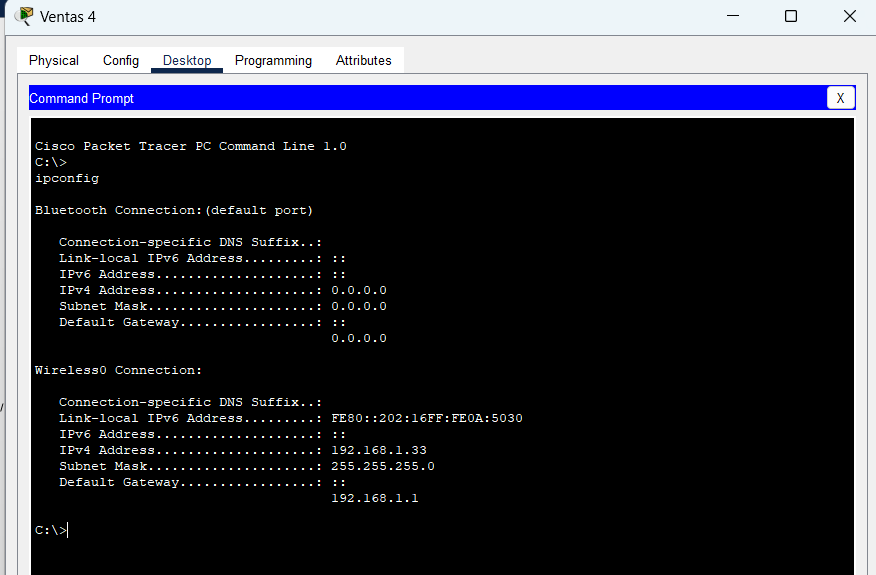 Ventas 4
Physical Config Desktop Programming Attributes
Command Prompt X
Cisco Packet Tracer PC Command Line 1.0
C:\>
ipconfig
Bluetooth Connection:(default port)
Connection-specific DNS Suffix..:
Link-local IPv6 Address.........: ::
IPv6 Address....................: ::
IPv4 Address....................: 0.0.0.0
Subnet Mask.....................: 0.0.0.0
Default Gateway.................: ::
0.0.0.0
Wireless0 Connection:
Connection-specific DNS Suffix..:
Link-local IPv6 Address.........: FE80::202:16FF:FE0A:5030
IPv6 Address....................: ::
IPv4 Address....................: 192.168.1.33
Subnet Mask.....................: 255.255.255.0
Default Gateway.................: ::
192.168.1.1
C:\>